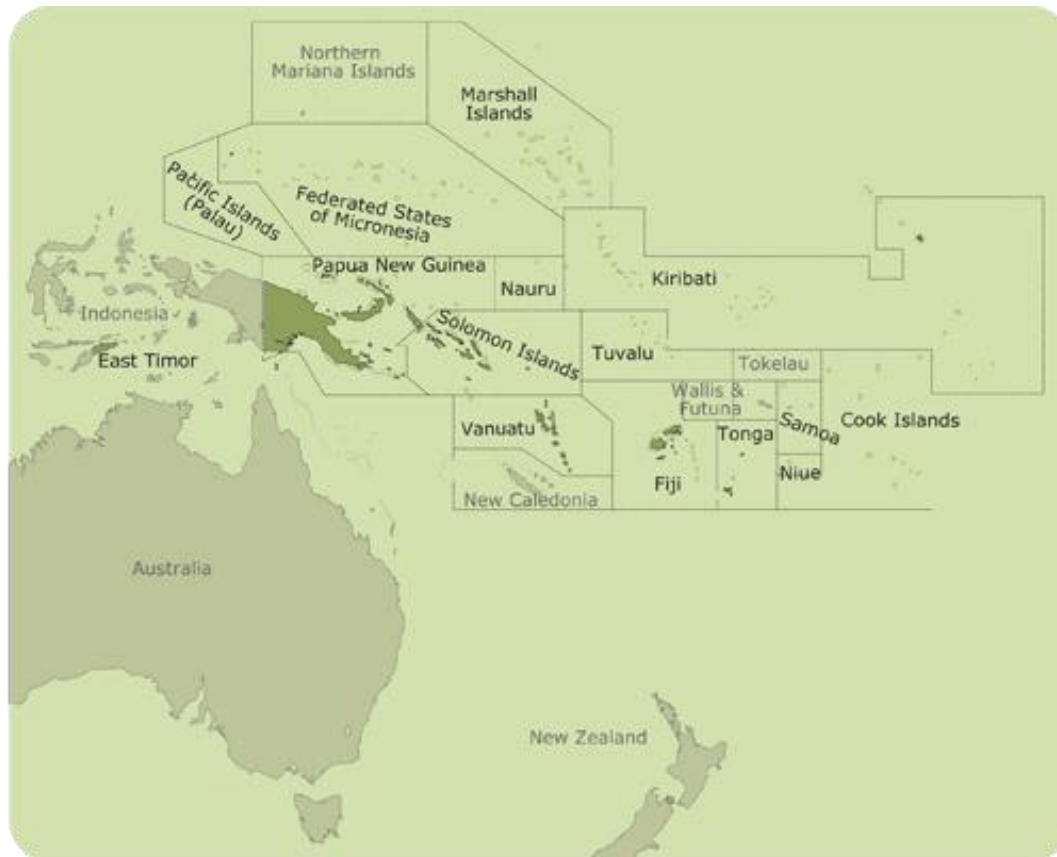 Northern
Mariana Islands
Marshall
Islands
Pacific Islands
(Palau)
Federated States
of Micronesia
Papua New Guinea
Nauru
Kiribati
Indonesia
Solomon Islands
East Timor
Tuvalu
Tokelau
Wallis &
Futuna
Vanuatu
Samoa
Cook Islands
Tonga
Fiji
Niue
New Caledonia
Australia
New Zealand